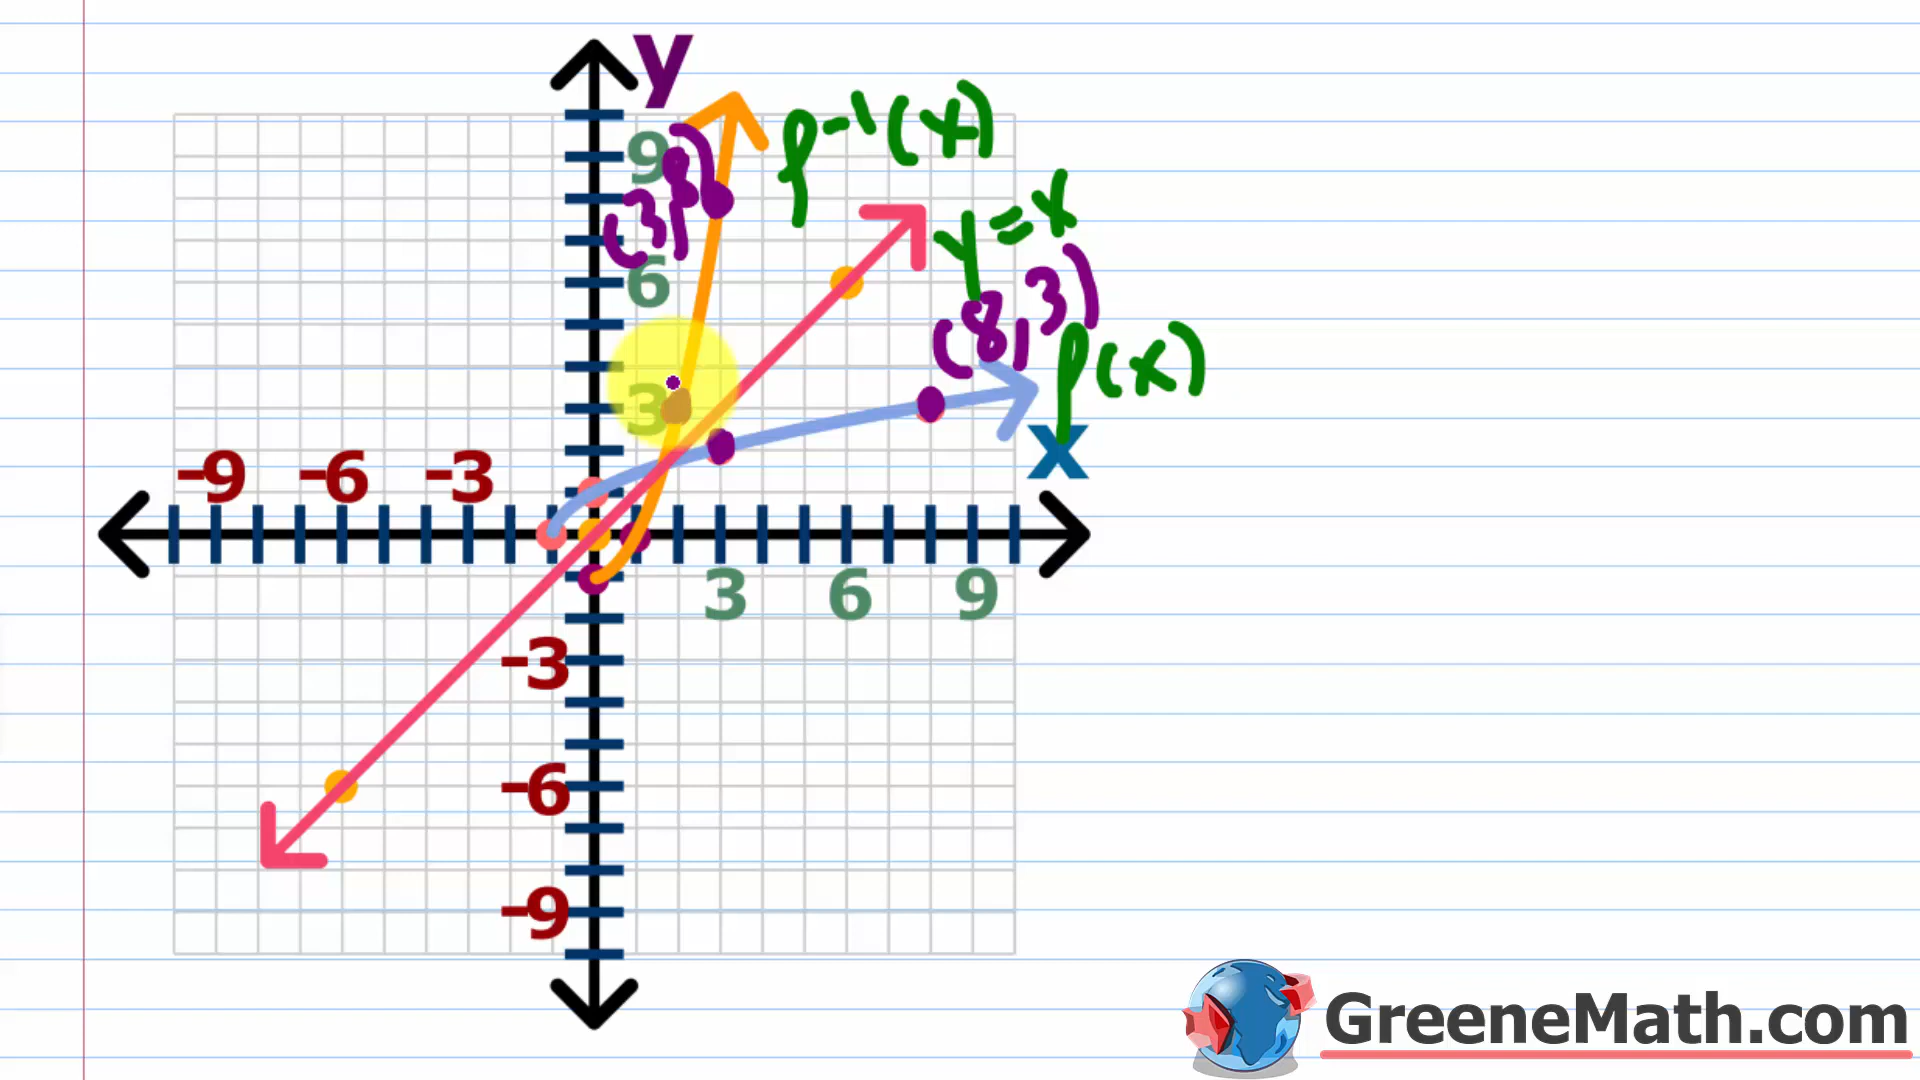 y
p-1(x)
9
(3,8)
y=x
6
(8,3)
p(x)
3
x
-9 -6 -3
3 6 9
-3
-6
-9
GreeneMath.com